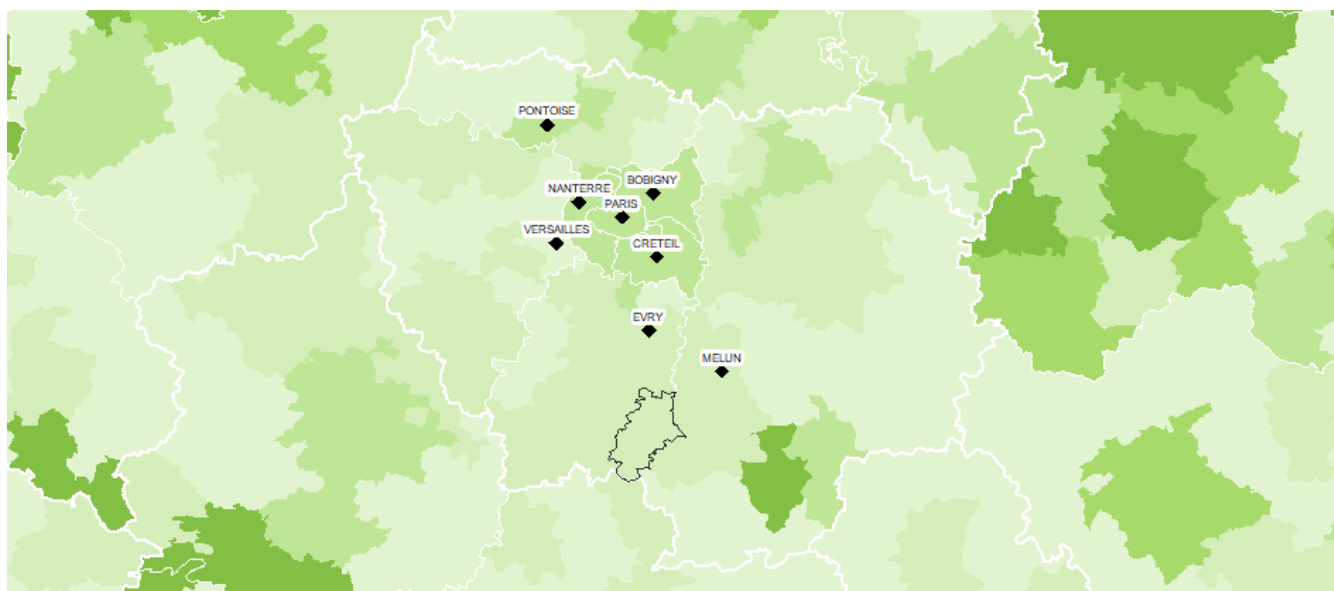 PONTOISE
BOBIGNY
NANTERRE
PARIS
VERSAILLES
CRETEIL
EVRY
MELUN